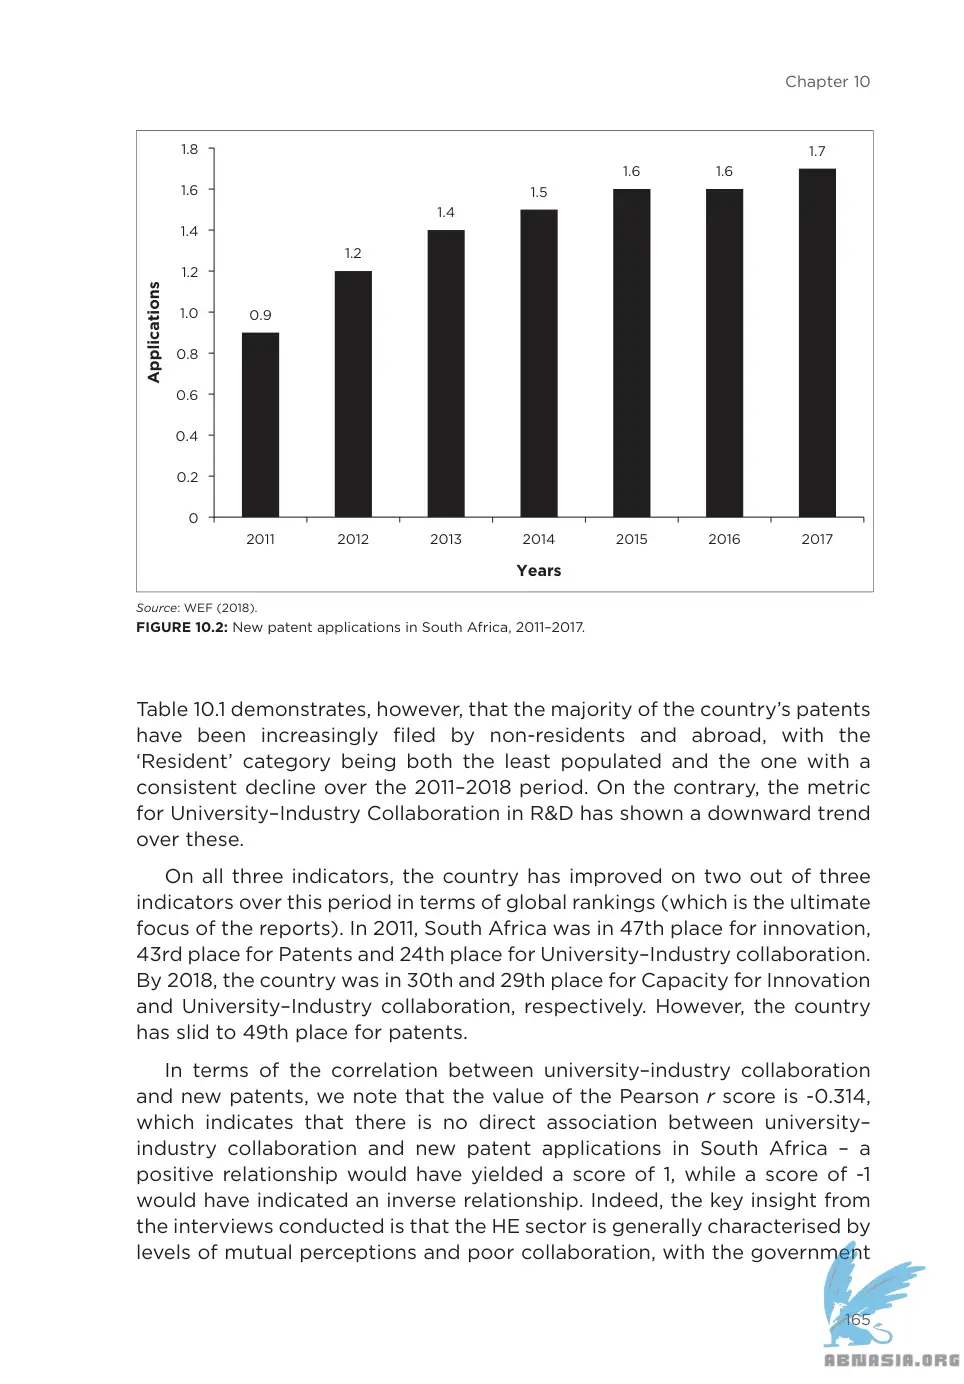 Chapter 10
1.8
1.6
1.4
1.2
1.0
0.8
0.6
0.4
0.2
0
Applications
0.9
1.2
1.4
1.5
1.6
1.6
1.7
2011
2012
2013
2014
2015
2016
2017
Years
Source: WEF (2018).
FIGURE 10.2: New patent applications in South Africa, 2011–2017.
Table 10.1 demonstrates, however, that the majority of the country’s patents
have been increasingly filed by non-residents and abroad, with the
‘Resident’ category being both the least populated and the one with a
consistent decline over the 2011–2018 period. On the contrary, the metric
for University–Industry Collaboration in R&D has shown a downward trend
over these.
On all three indicators, the country has improved on two out of three
indicators over this period in terms of global rankings (which is the ultimate
focus of the reports). In 2011, South Africa was in 47th place for innovation,
43rd place for Patents and 24th place for University–Industry collaboration.
By 2018, the country was in 30th and 29th place for Capacity for Innovation
and University–Industry collaboration, respectively. However, the country
has slid to 49th place for patents.
In terms of the correlation between university–industry collaboration
and new patents, we note that the value of the Pearson r score is -0.314,
which indicates that there is no direct association between university–
industry collaboration and new patent applications in South Africa – a
positive relationship would have yielded a score of 1, while a score of -1
would have indicated an inverse relationship. Indeed, the key insight from
the interviews conducted is that the HE sector is generally characterised by
levels of mutual perceptions and poor collaboration, with the government
165
ABNASIA.ORG